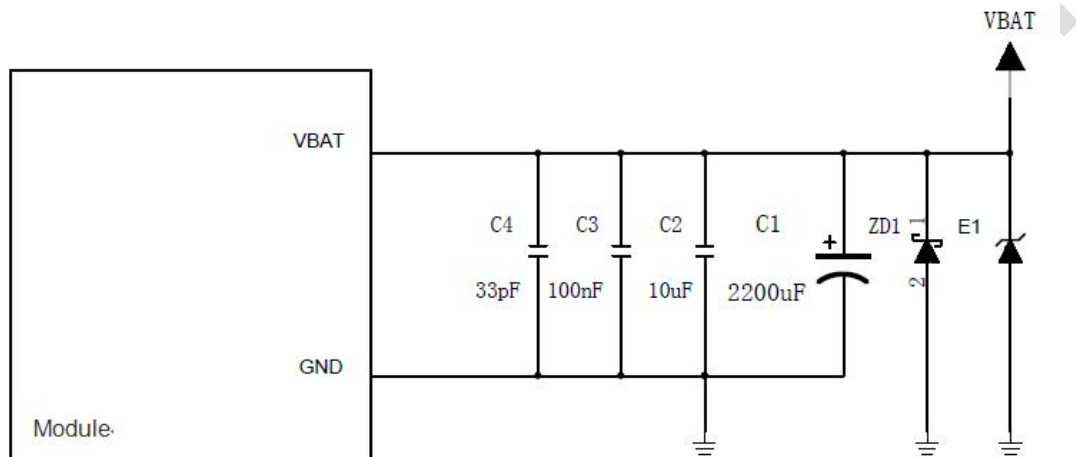 VBAT
VBAT
C4
C3
C2
C1
ZD1
1
E1
+
33pF
100nF
10uF
2200uF
2
GND
Module